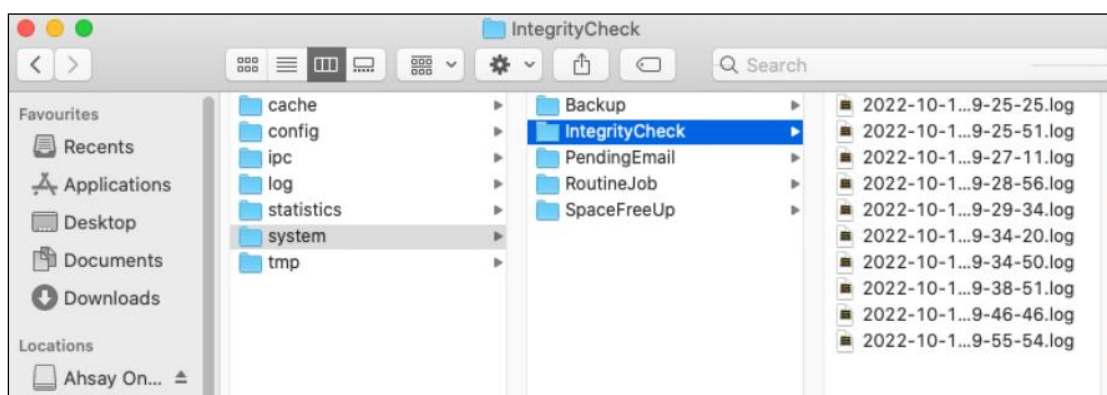 IntegrityCheck
Search
Favourites
Recents
Applications
Desktop
Documents
Downloads
Locations
Ahsay On...
cache
config
ipc
log
statistics
system
tmp
Backup
IntegrityCheck
PendingEmail
RoutineJob
SpaceFreeUp
2022-10-1...9-25-25.log
2022-10-1...9-25-51.log
2022-10-1...9-27-11.log
2022-10-1...9-28-56.log
2022-10-1...9-29-34.log
2022-10-1...9-34-20.log
2022-10-1...9-34-50.log
2022-10-1...9-38-51.log
2022-10-1...9-46-46.log
2022-10-1...9-55-54.log